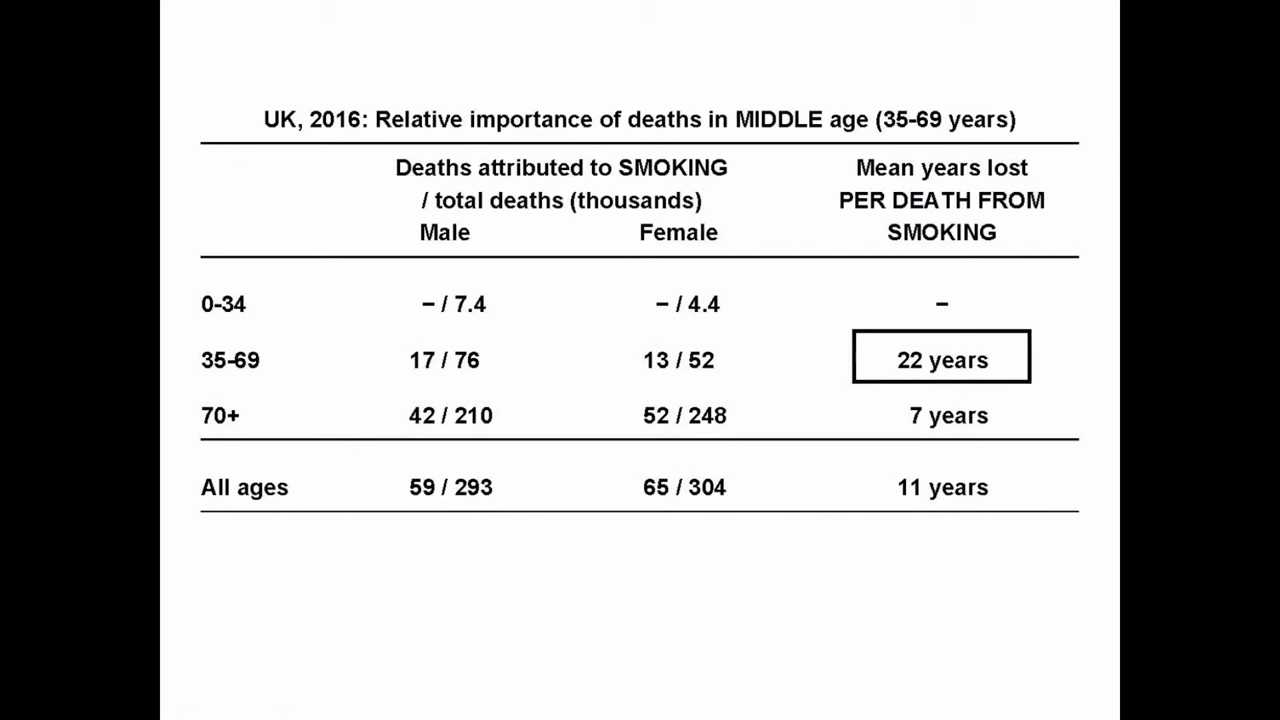 UK, 2016: Relative importance of deaths in MIDDLE age (35-69 years)
Deaths attributed to SMOKING Mean years lost
/ total deaths (thousands) PER DEATH FROM
Male Female SMOKING
0-34 – / 7.4 – / 4.4 –
35-69 17 / 76 13 / 52 22 years
70+ 42 / 210 52 / 248 7 years
All ages 59 / 293 65 / 304 11 years